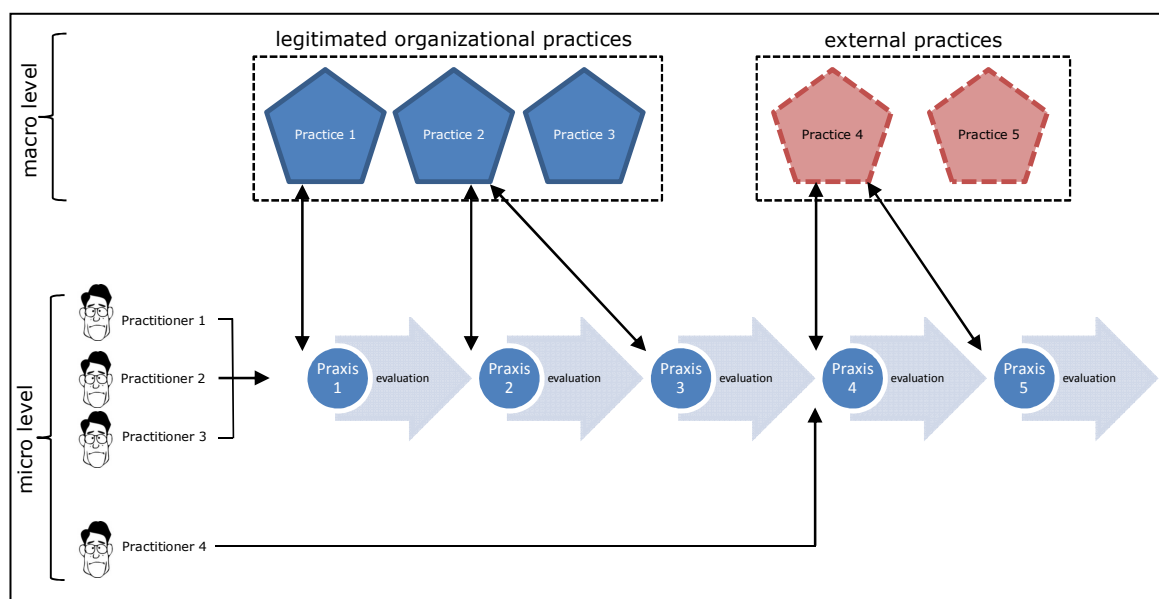 legitimated organizational practices
external practices
macro level
Practice 1
Practice 2
Practice 3
Practice 4
Practice 5
micro level
Practitioner 1
Practitioner 2
Practitioner 3
Practitioner 4
Praxis
1
evaluation
Praxis
2
evaluation
Praxis
3
evaluation
Praxis
4
evaluation
Praxis
5
evaluation